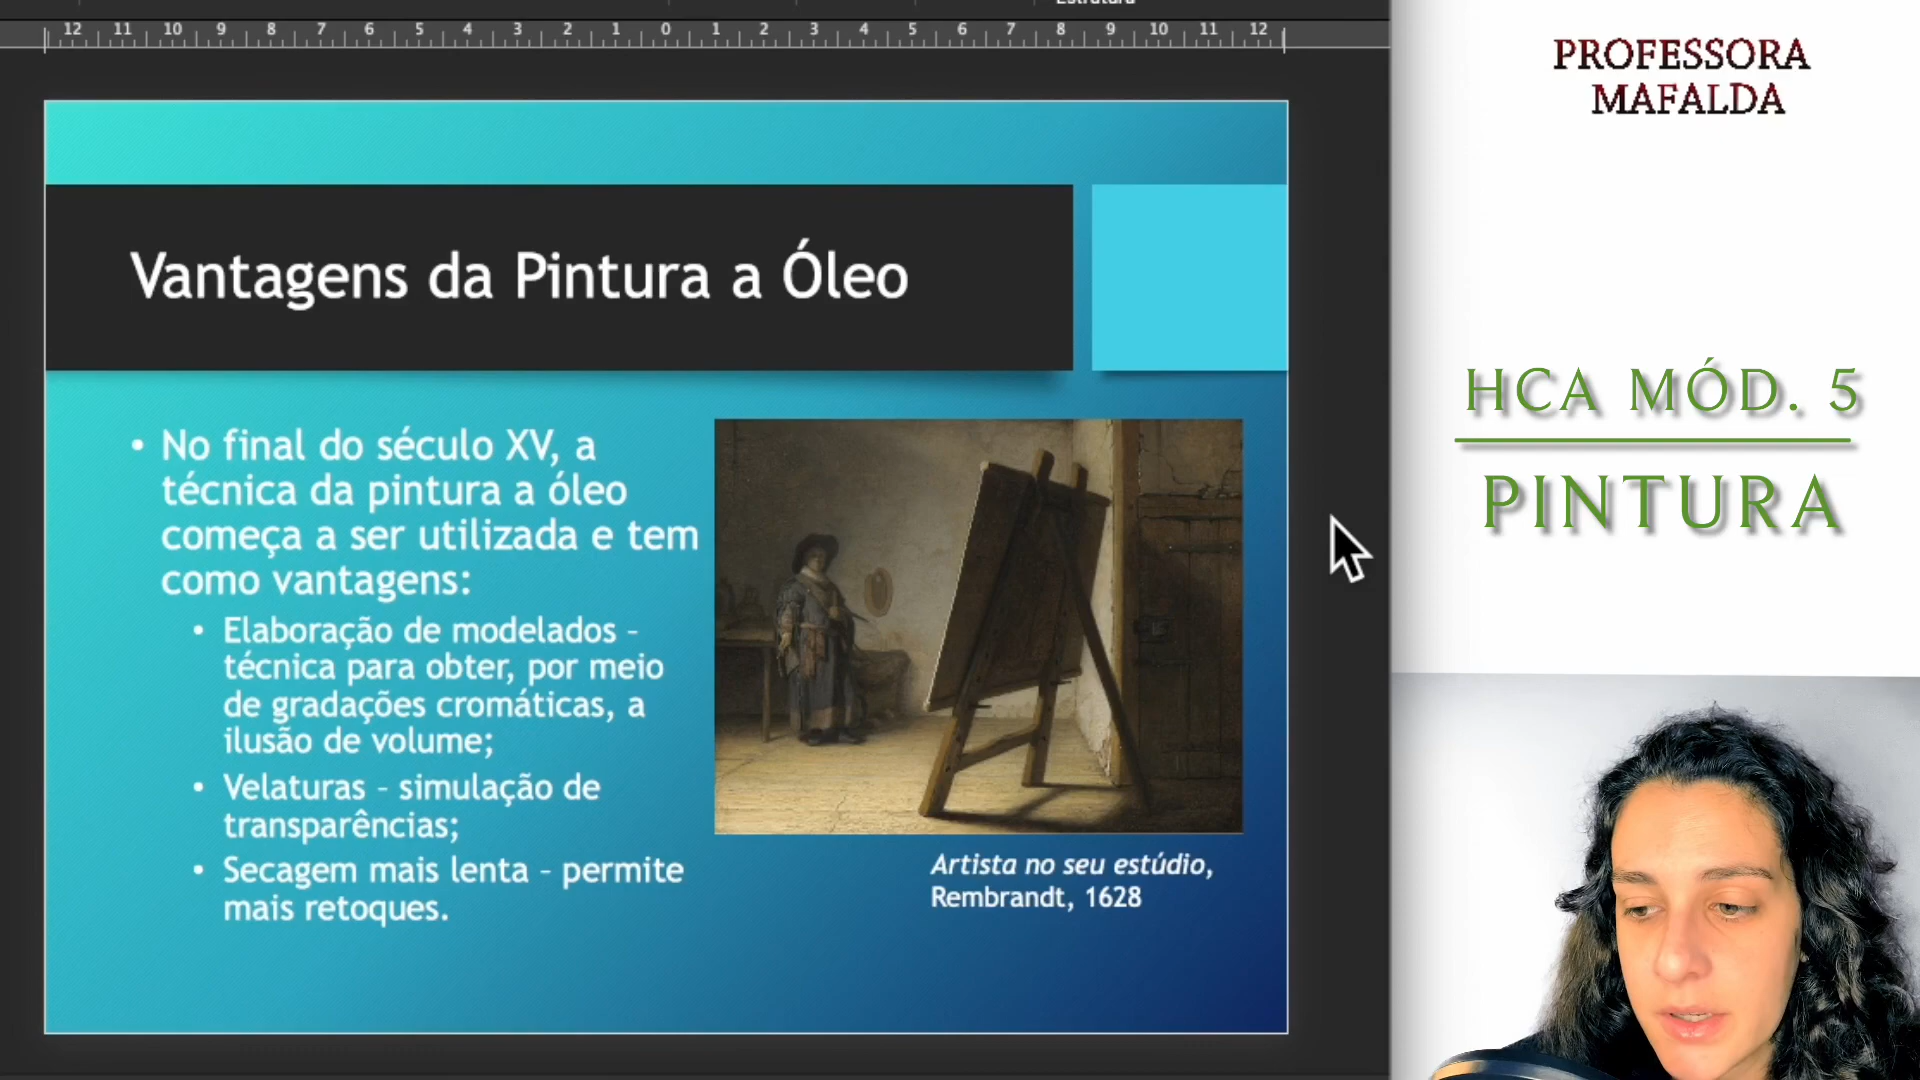 Estrutura
12 11 10 9 8 7 6 5 4 3 2 1 0 1 2 3 4 5 6 7 8 9 10 11 12
PROFESSORA
MAFALDA
Vantagens da Pintura a Óleo
HCA MÓD. 5
PINTURA
• No final do século XV, a
técnica da pintura a óleo
começa a ser utilizada e tem
como vantagens:
• Elaboração de modelados –
técnica para obter, por meio
de gradações cromáticas, a
ilusão de volume;
• Velaturas – simulação de
transparências;
• Secagem mais lenta – permite
mais retoques.
Artista no seu estúdio,
Rembrandt, 1628